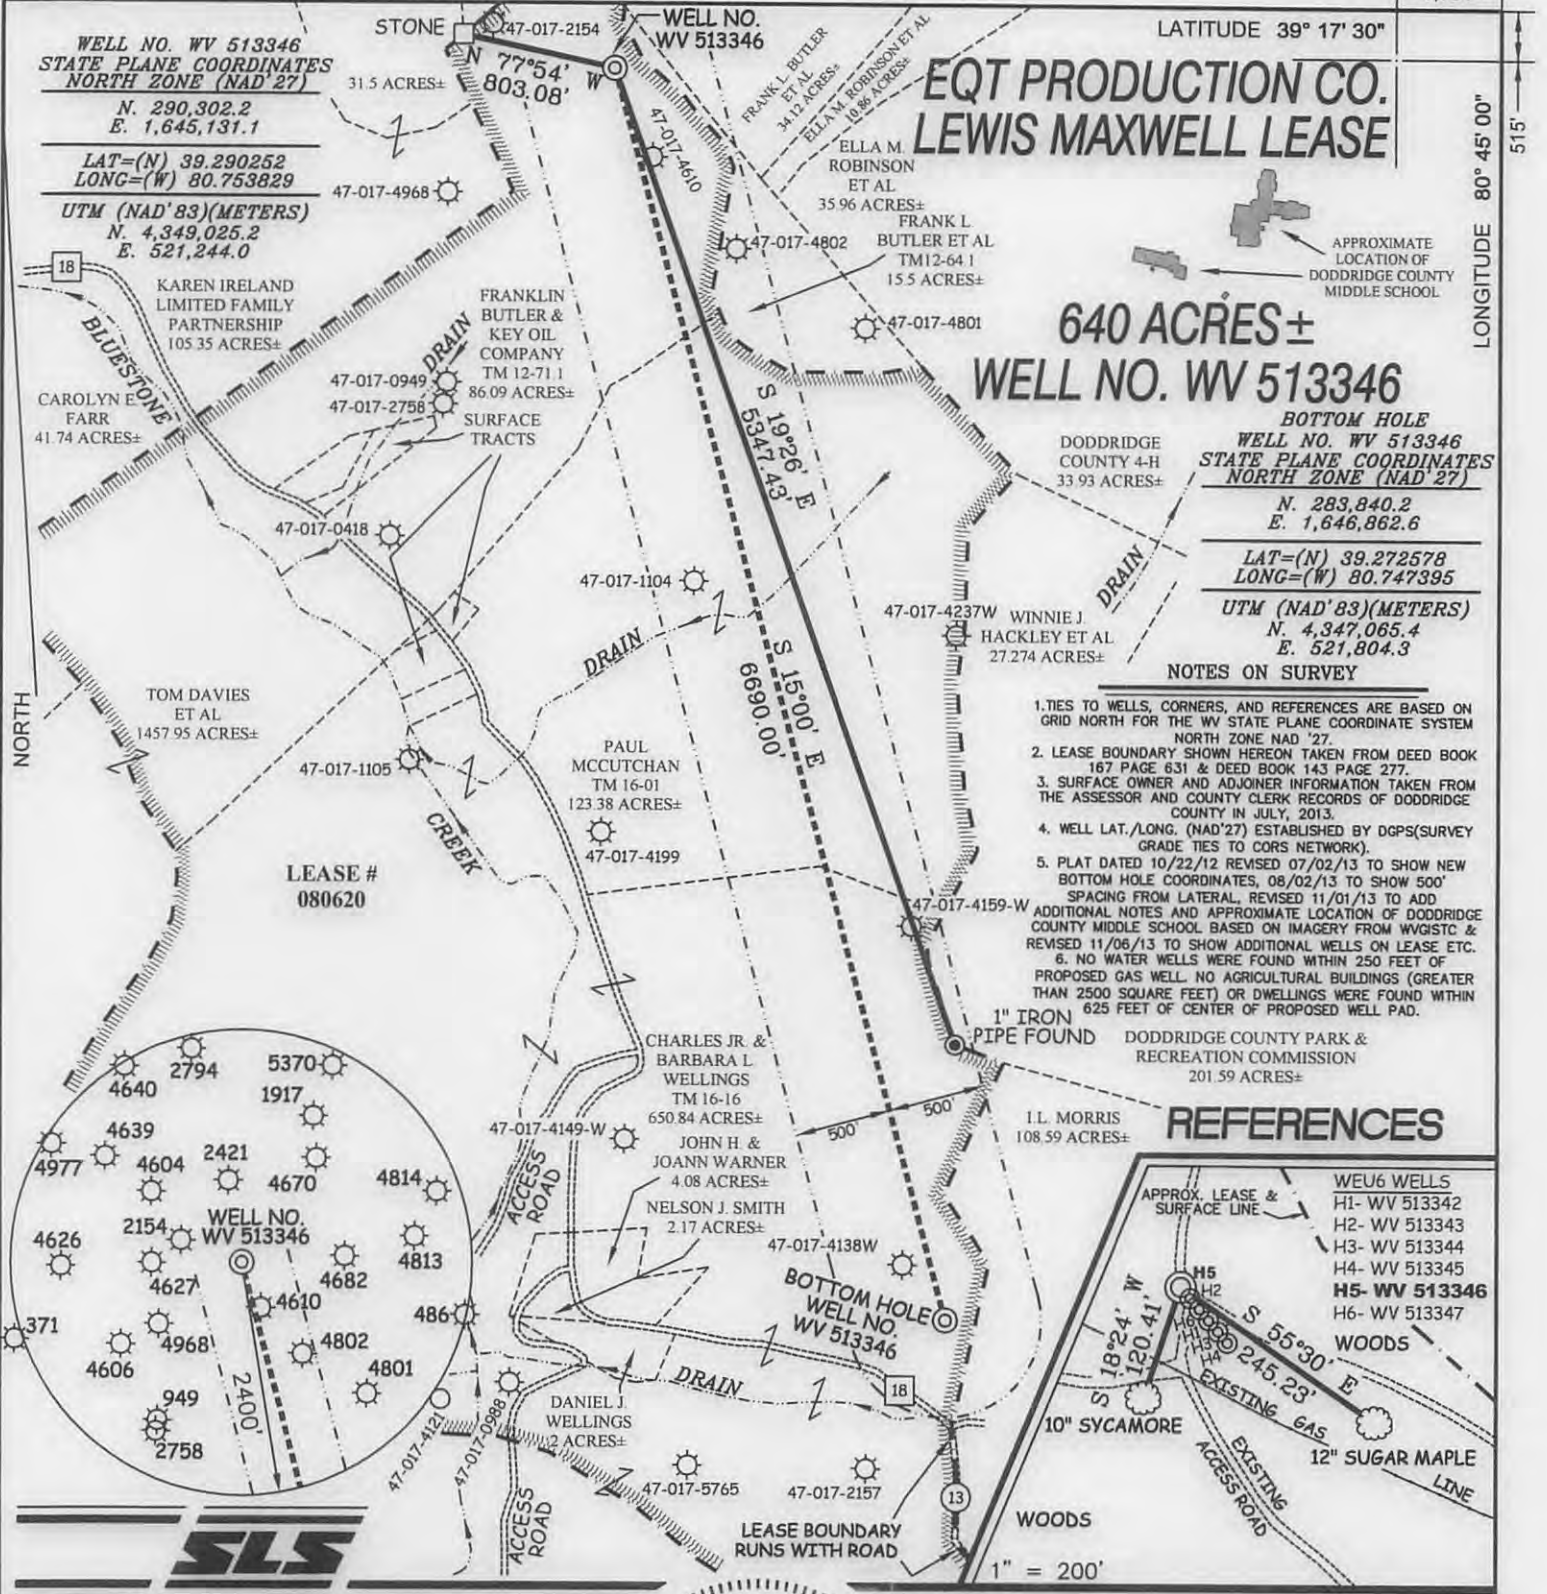 STONE
47-017-2154
WELL NO.
WV 513346
LATITUDE 39° 17' 30"
WELL NO. WV 513346
STATE PLANE COORDINATES
NORTH ZONE (NAD'27)
N. 290,302.2
E. 1,645,131.1
LAT=(N) 39.290252
LONG=(W) 80.753829
UTM (NAD'83)(METERS)
N. 4,349,025.2
E. 521,244.0
31.5 ACRES±
N 77°54' W
803.08'
47-017-4610
FRANK L. BUTLER
ET AL
34.12 ACRES±
ELLA M. ROBINSON ET AL
10.86 ACRES±
EQT PRODUCTION CO.
LEWIS MAXWELL LEASE
LONGITUDE 80° 45' 00"
515'
47-017-4968
ELLA M.
ROBINSON
ET AL
35.96 ACRES±
47-017-4802
FRANK L
BUTLER ET AL
TM12-64.1
15.5 ACRES±
47-017-4801
APPROXIMATE
LOCATION OF
DODDRIDGE COUNTY
MIDDLE SCHOOL
640 ACRES±
WELL NO. WV 513346
18
KAREN IRELAND
LIMITED FAMILY
PARTNERSHIP
105.35 ACRES±
BLUESTONE
DRAIN
FRANKLIN
BUTLER &
KEY OIL
COMPANY
TM 12-71.1
86.09 ACRES±
47-017-0949
47-017-2758
CAROLYN E.
FARR
41.74 ACRES±
SURFACE
TRACTS
S 19°26' E
5347.43'
DODDRIDGE
COUNTY 4-H
33.93 ACRES±
BOTTOM HOLE
WELL NO. WV 513346
STATE PLANE COORDINATES
NORTH ZONE (NAD'27)
N. 283,840.2
E. 1,646,862.6
LAT=(N) 39.272578
LONG=(W) 80.747395
UTM (NAD'83)(METERS)
N. 4,347,065.4
E. 521,804.3
47-017-0418
47-017-1104
DRAIN
47-017-4237W
WINNIE J.
HACKLEY ET AL
27.274 ACRES±
DRAIN
S 15°00' E
6690.00'
NORTH
TOM DAVIES
ET AL
1457.95 ACRES±
47-017-1105
CREEK
PAUL
MCCUTCHAN
TM 16-01
123.38 ACRES±
47-017-4199
NOTES ON SURVEY
1.TIES TO WELLS, CORNERS, AND REFERENCES ARE BASED ON
GRID NORTH FOR THE WV STATE PLANE COORDINATE SYSTEM
NORTH ZONE NAD '27.
2. LEASE BOUNDARY SHOWN HEREON TAKEN FROM DEED BOOK
167 PAGE 631 & DEED BOOK 143 PAGE 277.
3. SURFACE OWNER AND ADJOINER INFORMATION TAKEN FROM
THE ASSESSOR AND COUNTY CLERK RECORDS OF DODDRIDGE
COUNTY IN JULY, 2013.
4. WELL LAT./LONG. (NAD'27) ESTABLISHED BY DGPS(SURVEY
GRADE TIES TO CORS NETWORK).
5. PLAT DATED 10/22/12 REVISED 07/02/13 TO SHOW NEW
BOTTOM HOLE COORDINATES, 08/02/13 TO SHOW 500'
SPACING FROM LATERAL, REVISED 11/01/13 TO ADD
ADDITIONAL NOTES AND APPROXIMATE LOCATION OF DODDRIDGE
COUNTY MIDDLE SCHOOL BASED ON IMAGERY FROM WVGISTC &
REVISED 11/06/13 TO SHOW ADDITIONAL WELLS ON LEASE ETC.
6. NO WATER WELLS WERE FOUND WITHIN 250 FEET OF
PROPOSED GAS WELL. NO AGRICULTURAL BUILDINGS (GREATER
THAN 2500 SQUARE FEET) OR DWELLINGS WERE FOUND WITHIN
625 FEET OF CENTER OF PROPOSED WELL PAD.
LEASE #
080620
47-017-4159-W
1" IRON
PIPE FOUND
DODDRIDGE COUNTY PARK &
RECREATION COMMISSION
201.59 ACRES±
CHARLES JR. &
BARBARA L
WELLINGS
TM 16-16
650.84 ACRES±
47-017-4149-W
500'
500'
I.L. MORRIS
108.59 ACRES±
JOHN H. &
JOANN WARNER
4.08 ACRES±
NELSON J. SMITH
2.17 ACRES±
ACCESS
ROAD
47-017-4138W
BOTTOM HOLE
WELL NO.
WV 513346
DRAIN
18
DANIEL J.
WELLINGS
2 ACRES±
47-017-4121
47-017-0988
ACCESS
ROAD
47-017-5765
47-017-2157
13
LEASE BOUNDARY
RUNS WITH ROAD
4640
2794
5370
1917
4639
4977
4604
2421
4670
4814
2154
WELL NO.
WV 513346
4626
4627
4682
4813
4610
486
371
4968
4606
4802
4801
949
2758
2400'
SLS
REFERENCES
APPROX. LEASE &
SURFACE LINE
WEU6 WELLS
H1- WV 513342
H2- WV 513343
H3- WV 513344
H4- WV 513345
H5- WV 513346
H6- WV 513347
H5
H2
H6
H3
H4
S 18°24' W
120.41'
S 55°30' E
245.23'
WOODS
10" SYCAMORE
EXISTING GAS
LINE
12" SUGAR MAPLE
EXISTING
ACCESS ROAD
WOODS
1" = 200'